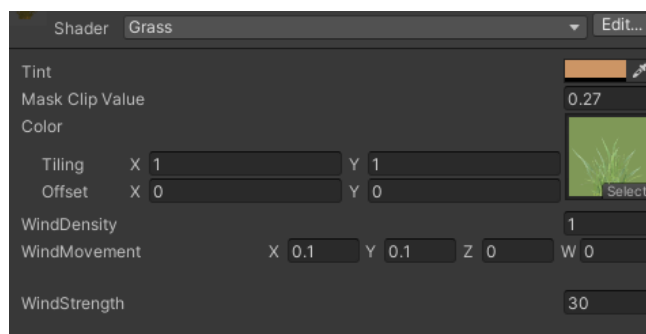 Shader Grass Edit...
Tint
Mask Clip Value 0.27
Color
Tiling X 1 Y 1
Offset X 0 Y 0 Select
WindDensity 1
WindMovement X 0.1 Y 0.1 Z 0 W 0
WindStrength 30